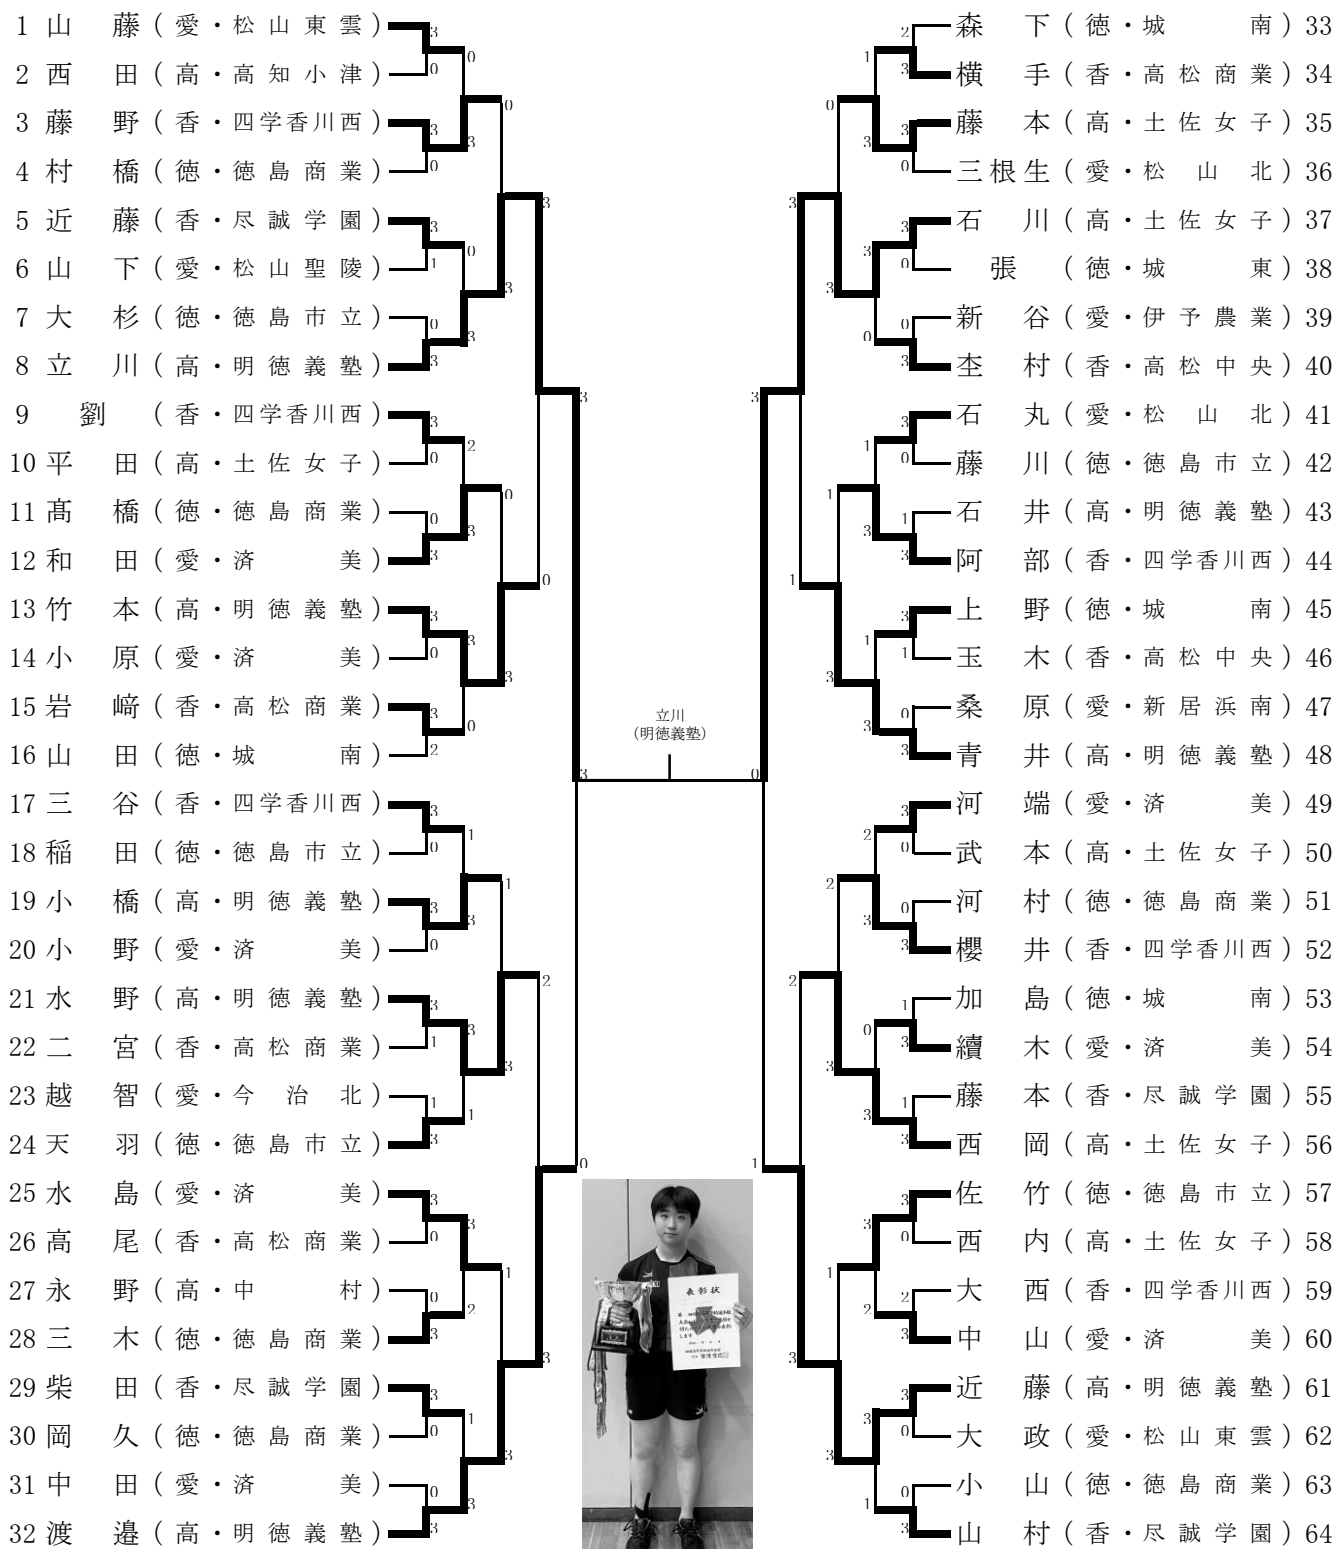 1 山 藤 (愛・松山東雲)
2 西 田 (高・高知小津)
3 藤 野 (香・四学香川西)
4 村 橋 (徳・徳島商業)
5 近 藤 (香・尽誠学園)
6 山 下 (愛・松山聖陵)
7 大 杉 (徳・徳島市立)
8 立 川 (高・明徳義塾)
9 劉 (香・四学香川西)
10 平 田 (高・土佐女子)
11 髙 橋 (徳・徳島商業)
12 和 田 (愛・済 美)
13 竹 本 (高・明徳義塾)
14 小 原 (愛・済 美)
15 岩 﨑 (香・高松商業)
16 山 田 (徳・城 南)
17 三 谷 (香・四学香川西)
18 稲 田 (徳・徳島市立)
19 小 橋 (高・明徳義塾)
20 小 野 (愛・済 美)
21 水 野 (高・明徳義塾)
22 二 宮 (香・高松商業)
23 越 智 (愛・今治北)
24 天 羽 (徳・徳島市立)
25 水 島 (愛・済 美)
26 高 尾 (香・高松商業)
27 永 野 (高・中 村)
28 三 木 (徳・徳島商業)
29 柴 田 (香・尽誠学園)
30 岡 久 (徳・徳島商業)
31 中 田 (愛・済 美)
32 渡 邉 (高・明徳義塾)
立川
(明徳義塾)
表彰状
森 下 (徳・城 南) 33
横 手 (香・高松商業) 34
藤 本 (高・土佐女子) 35
三根生 (愛・松山北) 36
石 川 (高・土佐女子) 37
張 (徳・城 東) 38
新 谷 (愛・伊予農業) 39
杢 村 (香・高松中央) 40
石 丸 (愛・松山北) 41
藤 川 (徳・徳島市立) 42
石 井 (高・明徳義塾) 43
阿 部 (香・四学香川西) 44
上 野 (徳・城 南) 45
玉 木 (香・高松中央) 46
桑 原 (愛・新居浜南) 47
青 井 (高・明徳義塾) 48
河 端 (愛・済 美) 49
武 本 (高・土佐女子) 50
河 村 (徳・徳島商業) 51
櫻 井 (香・四学香川西) 52
加 島 (徳・城 南) 53
續 木 (愛・済 美) 54
藤 本 (香・尽誠学園) 55
西 岡 (高・土佐女子) 56
佐 竹 (徳・徳島市立) 57
西 内 (高・土佐女子) 58
大 西 (香・四学香川西) 59
中 山 (愛・済 美) 60
近 藤 (高・明徳義塾) 61
大 政 (愛・松山東雲) 62
小 山 (徳・徳島商業) 63
山 村 (香・尽誠学園) 64